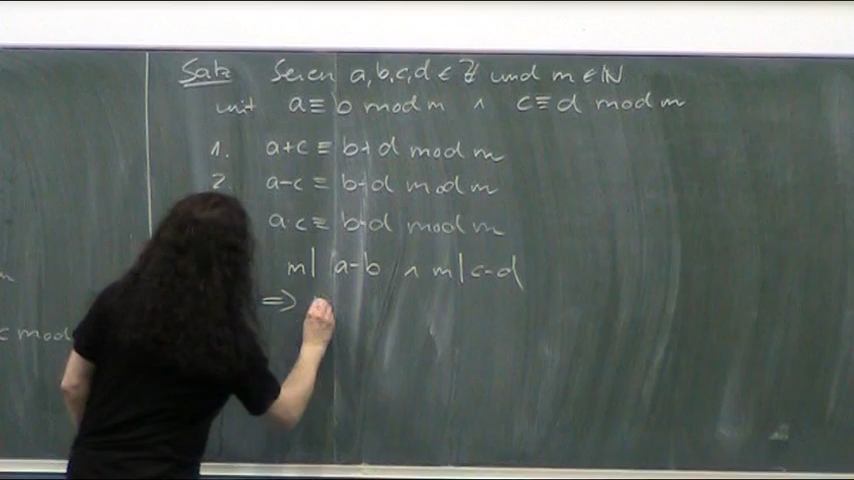 Satz Seien a,b,c,d ∈ ℤ und m ∈ ℕ
mit a ≡ b mod m ∧ c ≡ d mod m
1. a+c ≡ b+d mod m
2. a-c ≡ b-d mod m
a·c ≡ b·d mod m
m | a-b ∧ m | c-d
c mod
⇒